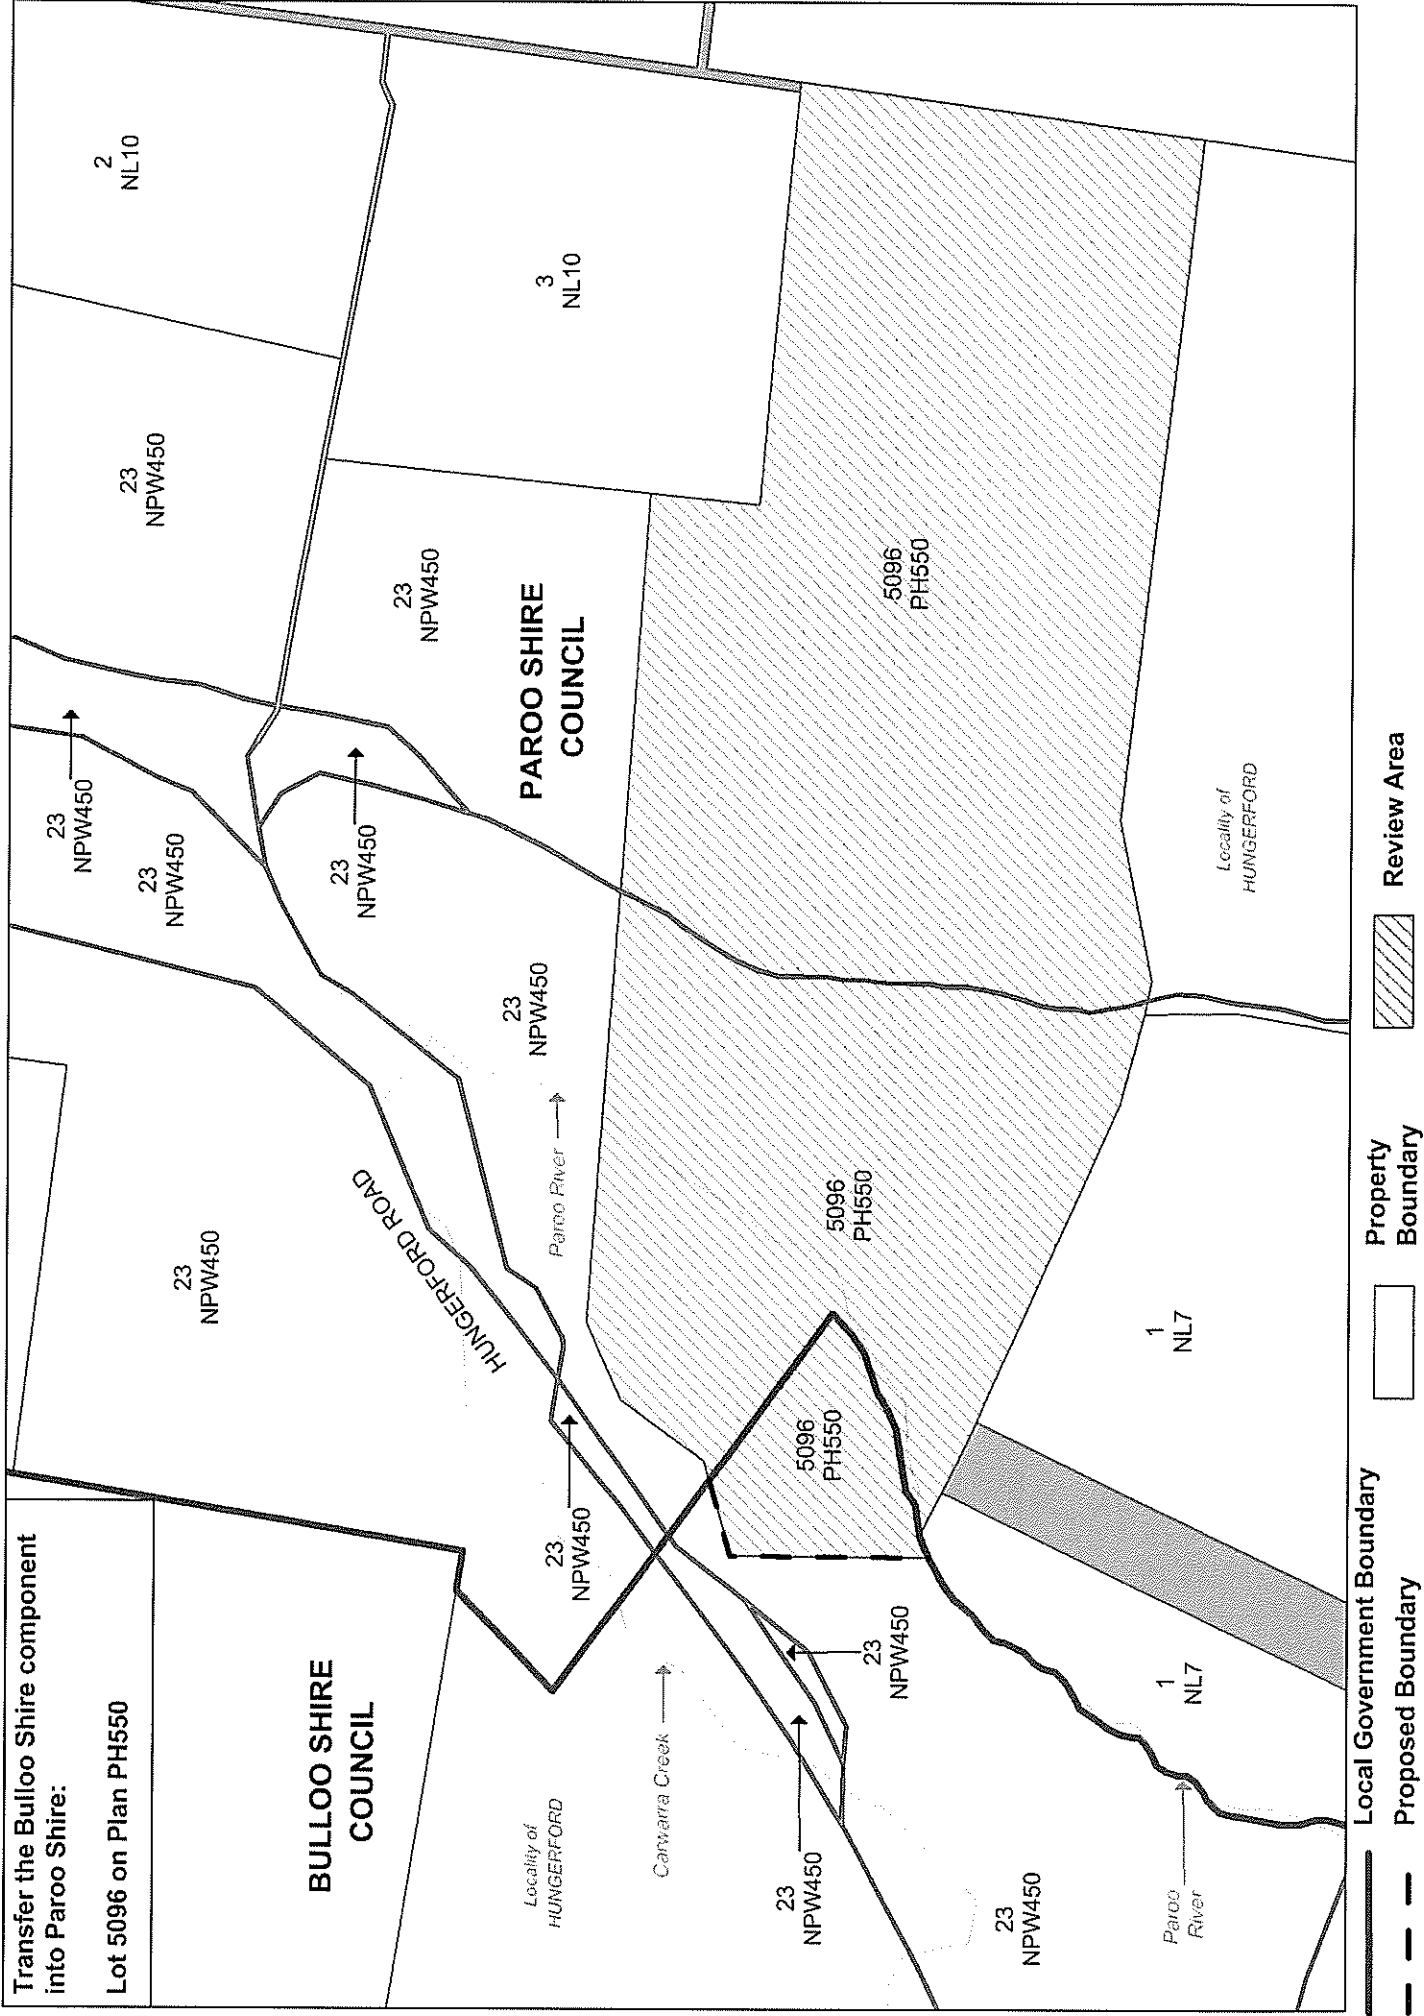 Transfer the Bulloo Shire component
into Paroo Shire:
Lot 5096 on Plan PH550
BULLOO SHIRE
COUNCIL
Locality of
HUNGERFORD
Carwarra Creek
23
NPW450
23
NPW450
Paroo
River
23
NPW450
1
NL7
23
NPW450
23
NPW450
HUNGERFORD ROAD
Paroo River
5096
PH550
5096
PH550
1
NL7
23
NPW450
23
NPW450
23
NPW450
23
NPW450
PAROO SHIRE
COUNCIL
23
NPW450
23
NPW450
5096
PH550
Locality of
HUNGERFORD
2
NL10
3
NL10
Local Government Boundary
Proposed Boundary
Property
Boundary
Review Area